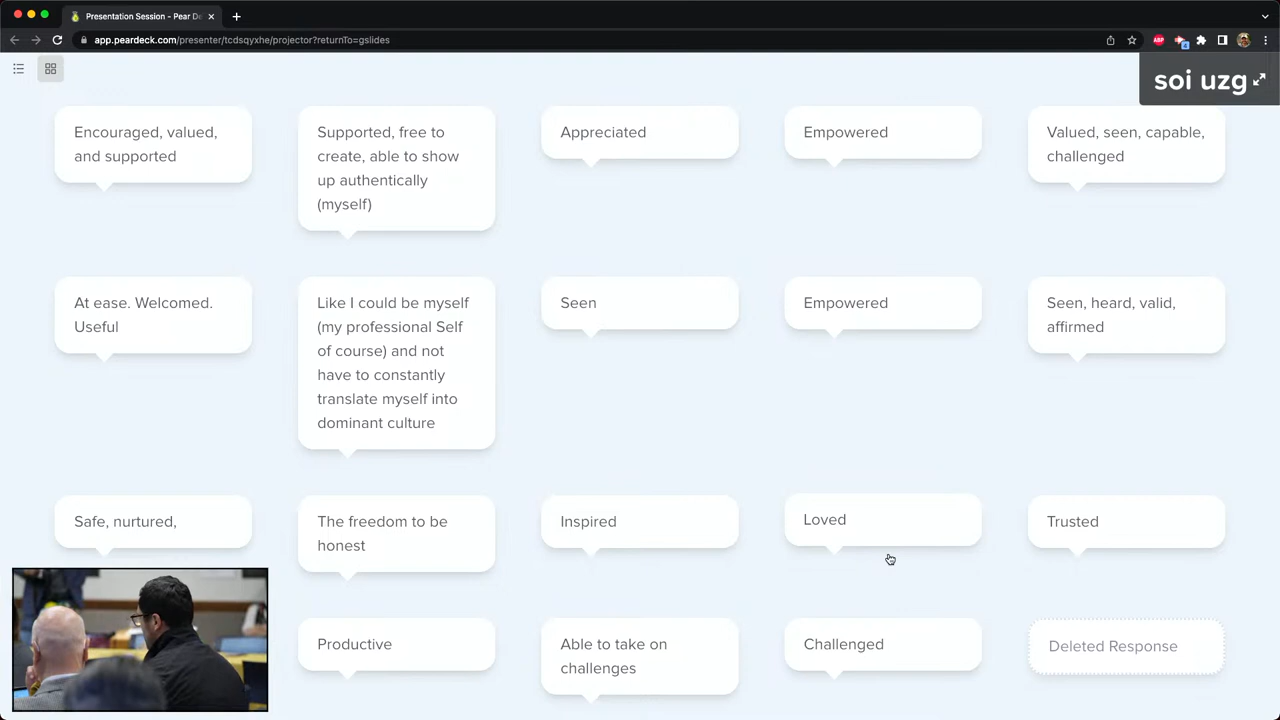 Presentation Session - Pear De
app.peardeck.com/presenter/tcdsqyxhe/projector?returnTo=gslides
ABP
4
soi uzg
Encouraged, valued,
and supported
Supported, free to
create, able to show
up authentically
(myself)
Appreciated
Empowered
Valued, seen, capable,
challenged
At ease. Welcomed.
Useful
Like I could be myself
(my professional Self
of course) and not
have to constantly
translate myself into
dominant culture
Seen
Empowered
Seen, heard, valid,
affirmed
Safe, nurtured,
The freedom to be
honest
Inspired
Loved
Trusted
Productive
Able to take on
challenges
Challenged
Deleted Response